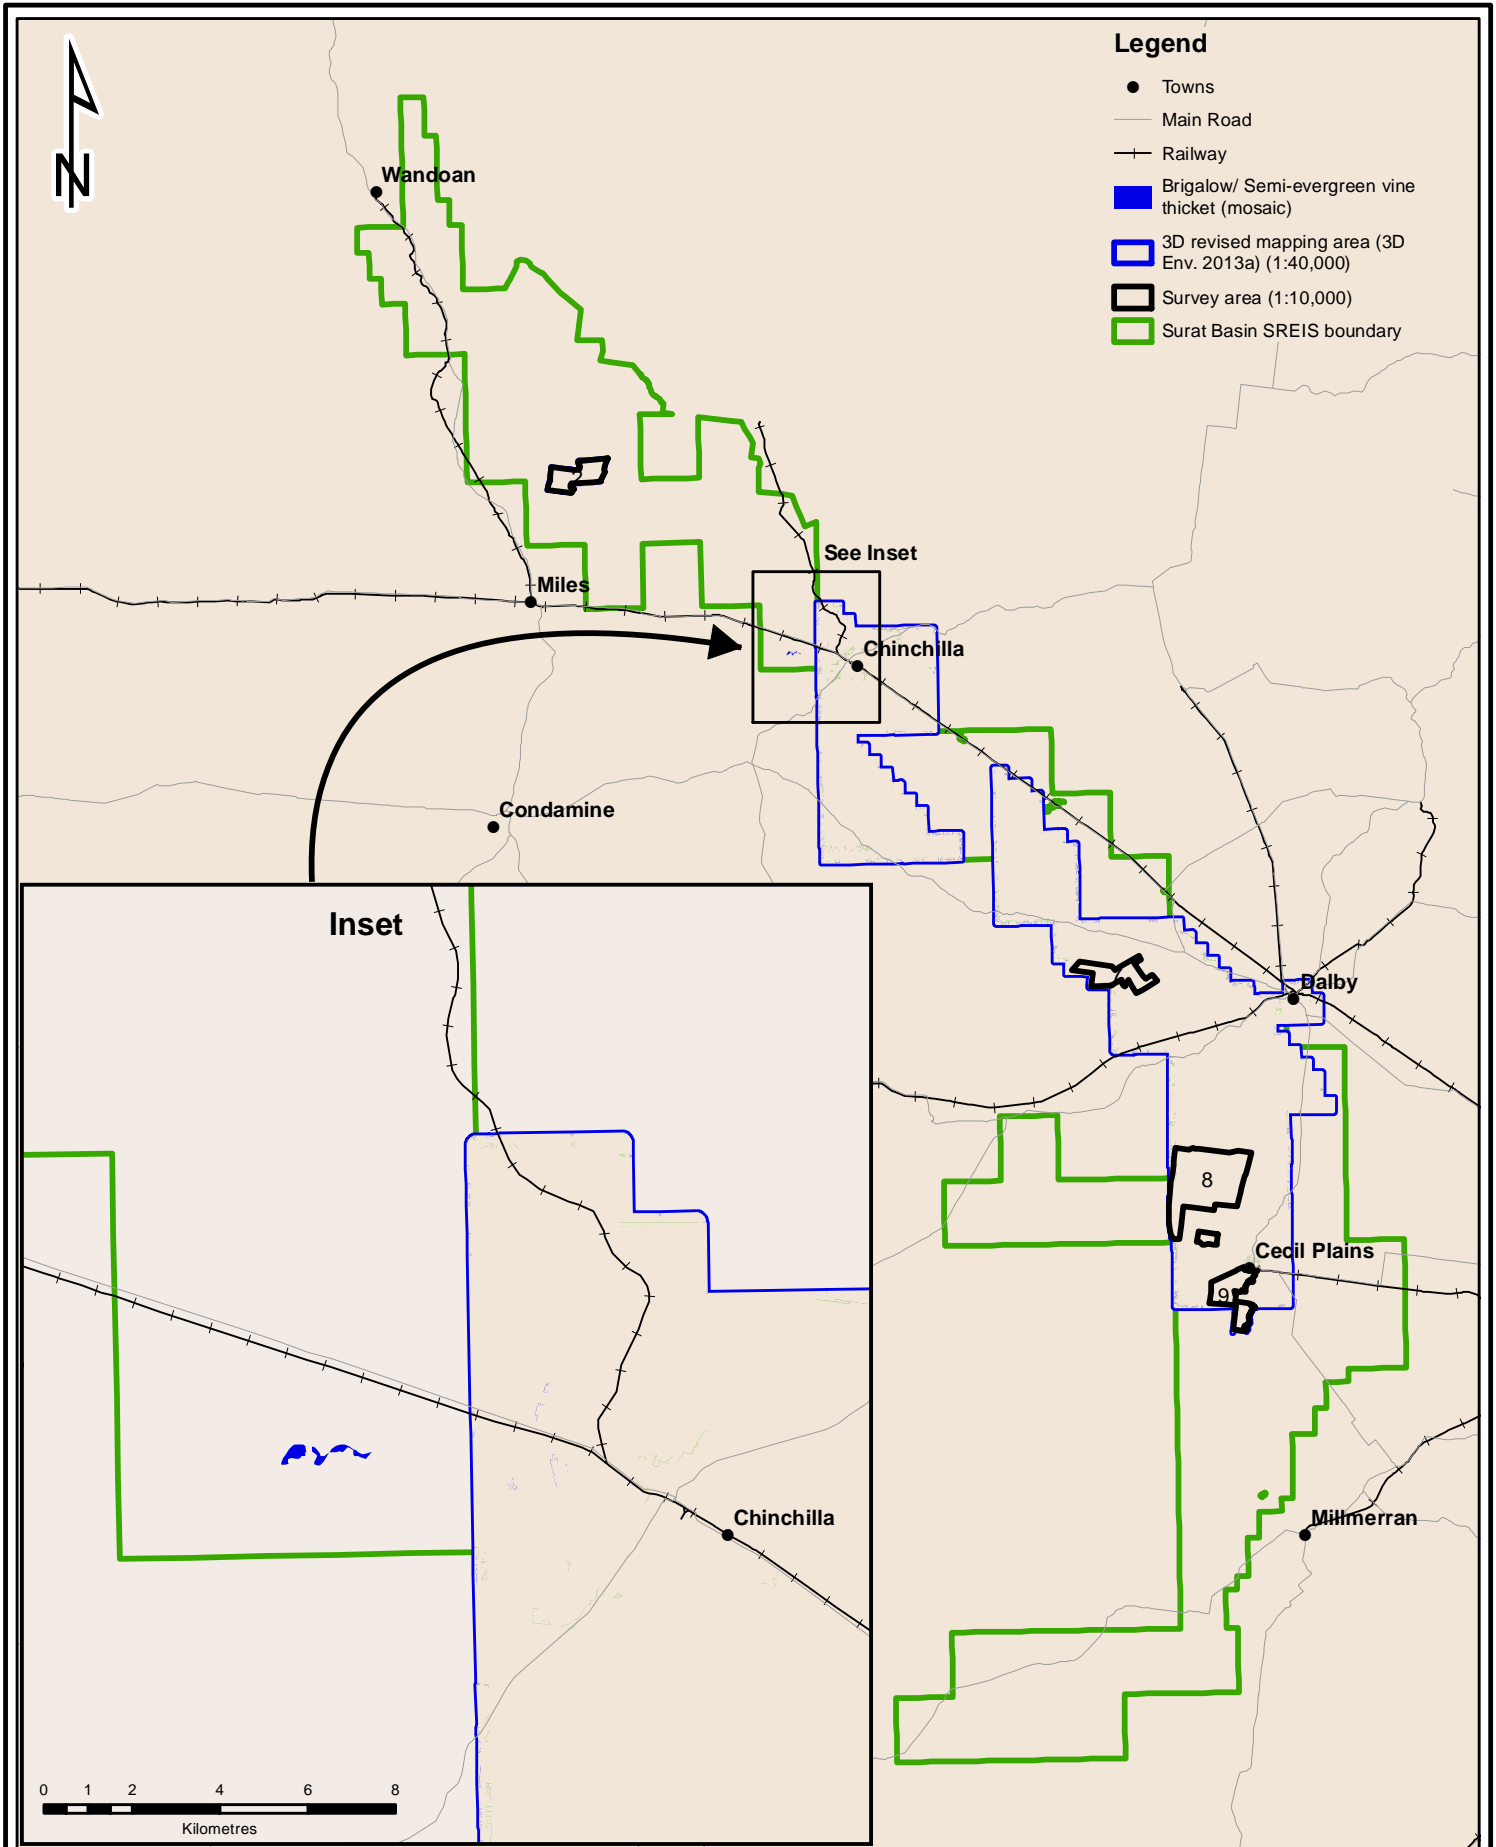 Legend
Towns
Main Road
Railway
Brigalow/ Semi-evergreen vine
thicket (mosaic)
3D revised mapping area (3D
Env. 2013a) (1:40,000)
Survey area (1:10,000)
Surat Basin SREIS boundary
N
Wandoan
See Inset
Miles
Chinchilla
Condamine
Dalby
8
Cecil Plains
9
Millmerran
Inset
Chinchilla
0 1 2 4 6 8
Kilometres